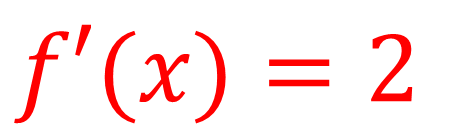 f′(x) = 2